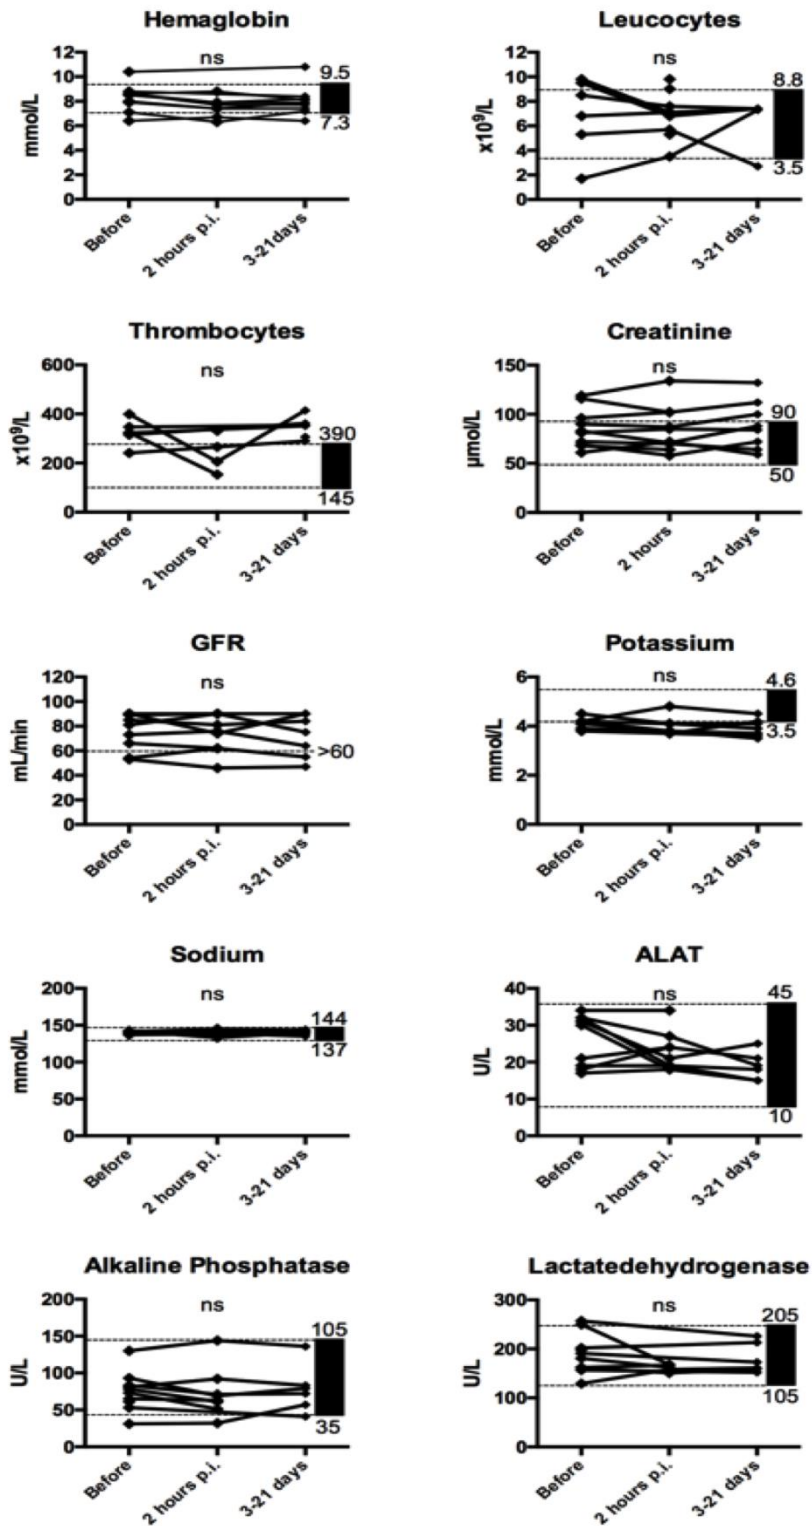 Hemaglobin
ns
12
10
8
6
4
2
0
mmol/L
9.5
7.3
Before
2 hours p.i.
3-21days
Leucocytes
ns
12
10
8
6
4
2
0
x10⁹/L
8.8
3.5
Before
2 hours p.i.
3-21 days
Thrombocytes
ns
600
400
200
0
x10⁹/L
390
145
Before
2 hours p.i.
3-21 days
Creatinine
ns
150
100
50
0
µmol/L
90
50
Before
2 hours
3-21 days
GFR
ns
120
100
80
60
40
20
0
mL/min
>60
Before
2 hours p.i.
3-21 days
Potassium
ns
6
4
2
0
mmol/L
4.6
3.5
Before
2 hours p.i.
3-21 days
Sodium
ns
200
150
100
50
0
mmol/L
144
137
Before
2 hours p.i.
3-21 days
ALAT
ns
40
30
20
10
0
U/L
45
10
Before
2 hours p.i.
3-21 days
Alkaline Phosphatase
ns
200
150
100
50
0
U/L
105
35
Before
2 hours p.i.
3-21 days
Lactatedehydrogenase
ns
300
200
100
0
U/L
205
105
Before
2 hours p.i.
3-21 days